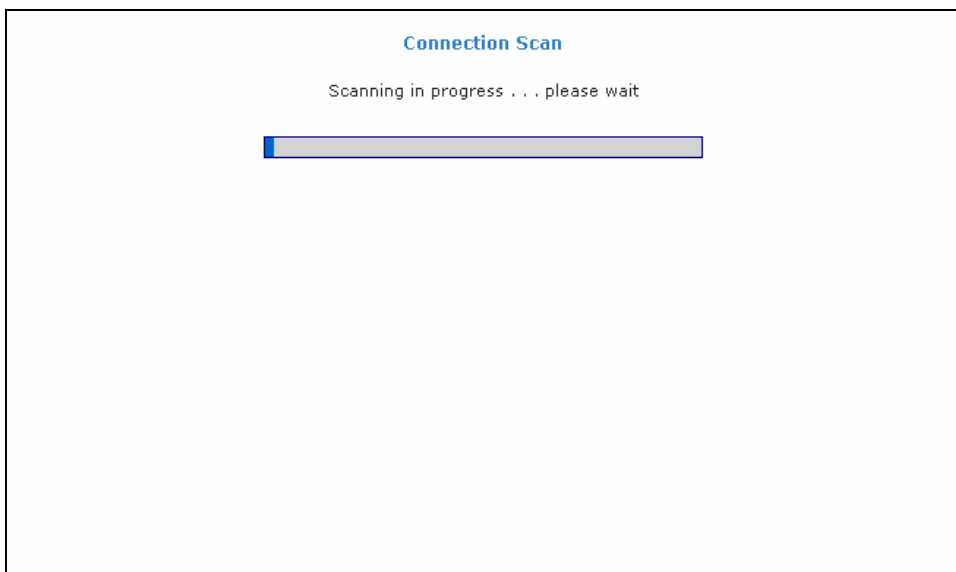 Connection Scan
Scanning in progress . . . please wait